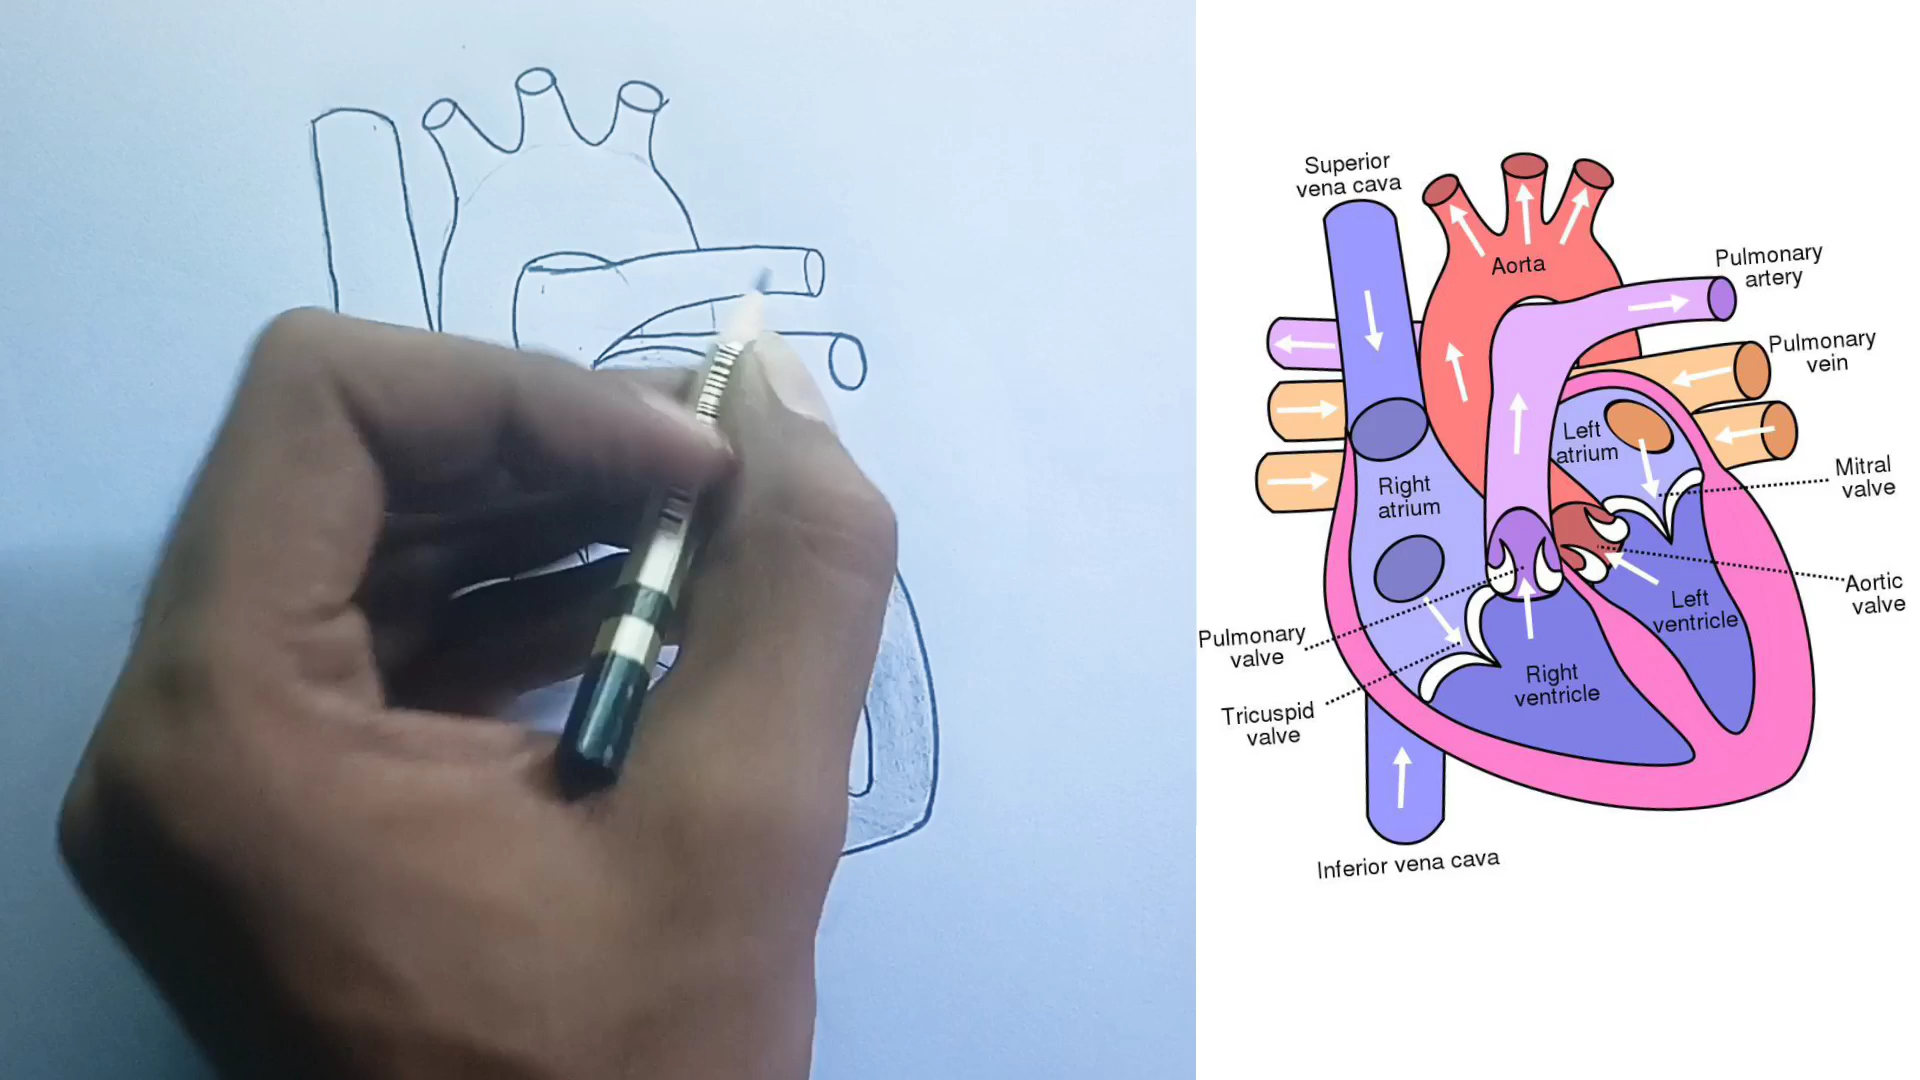 Superior
vena cava
Aorta
Pulmonary
artery
Pulmonary
vein
Left
atrium
Mitral
valve
Right
atrium
Aortic
valve
Left
ventricle
Pulmonary
valve
Right
ventricle
Tricuspid
valve
Inferior vena cava